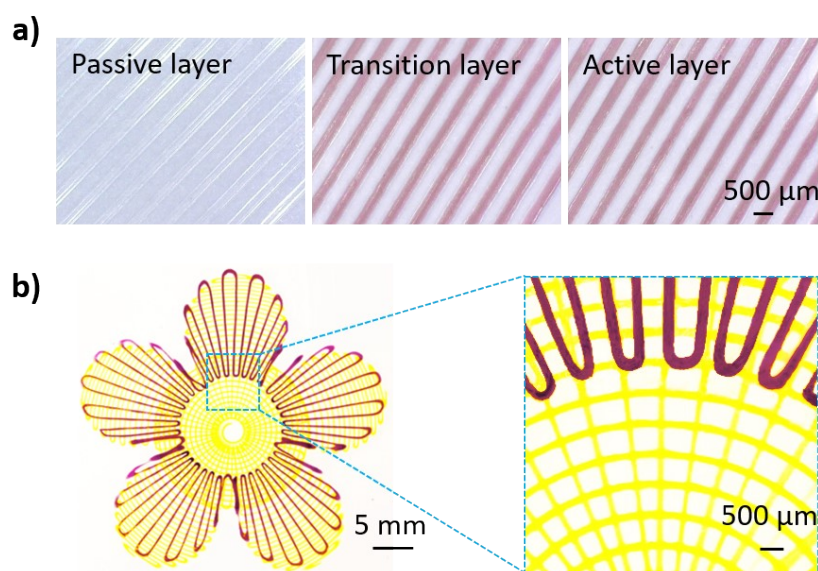 a)
Passive layer
Transition layer
Active layer
500 µm
b)
5 mm
500 µm